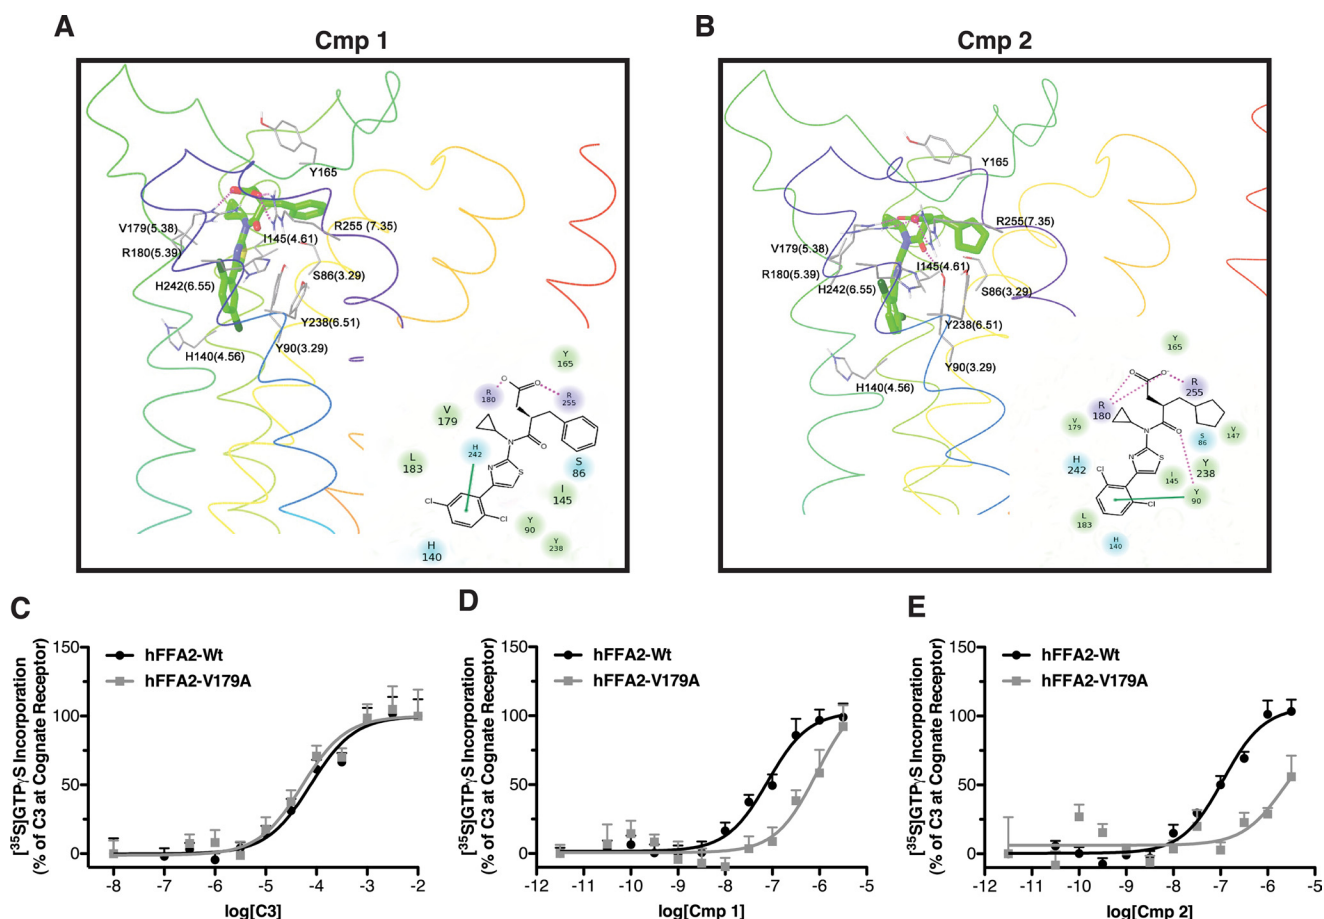 A
Cmp 1
Y165
V179(5.38)
R255 (7.35)
I145(4.61)
R180(5.39)
S86(3.29)
H242(6.55)
Y238(6.51)
H140(4.56)
Y90(3.29)
Y
165
R
180
R
255
O-
O
V
179
H
242
N
O
L
183
N
S
S
86
I
145
Cl
Cl
Y
90
Y
238
H
140
B
Cmp 2
Y165
R255(7.35)
V179(5.38)
I145(4.61)
R180(5.39)
H242(6.55)
S86(3.29)
Y238(6.51)
Y90(3.29)
H140(4.56)
Y
165
O
O-
R
255
R
180
V
179
S
86
V
147
N
O
H
242
N
S
I
145
Y
238
Cl
Cl
Y
90
L
183
H
140
C
[35S]GTPγS Incorporation
(% of C3 at Cognate Receptor)
150
100
50
0
hFFA2-Wt
hFFA2-V179A
-8 -7 -6 -5 -4 -3 -2
log[C3]
D
[35S]GTPγS Incorporation
(% of C3 at Cognate Receptor)
150
100
50
0
hFFA2-Wt
hFFA2-V179A
-12 -11 -10 -9 -8 -7 -6 -5
log[Cmp 1]
E
[35S]GTPγS Incorporation
(% of C3 at Cognate Receptor)
150
100
50
0
hFFA2-Wt
hFFA2-V179A
-12 -11 -10 -9 -8 -7 -6 -5
log[Cmp 2]